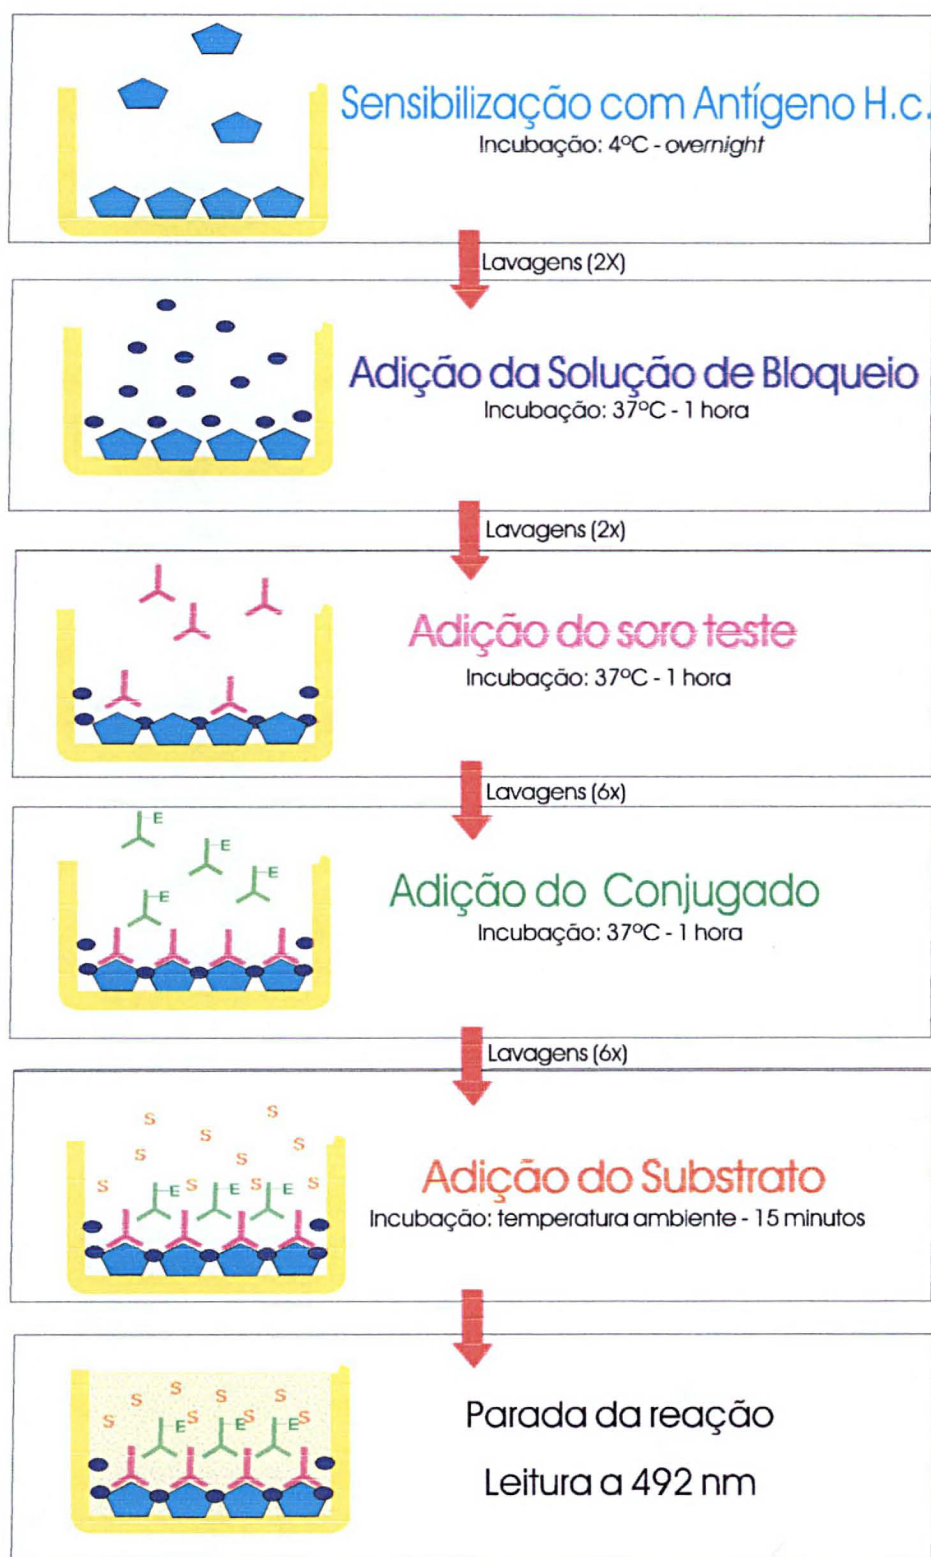 Sensibilização com Antígeno H.c.
Incubação: 4ºC - overnight
Lavagens (2X)
Adição da Solução de Bloqueio
Incubação: 37ºC - 1 hora
Lavagens (2x)
Adição do soro teste
Incubação: 37ºC - 1 hora
Lavagens (6x)
E
E
E
E
Adição do Conjugado
Incubação: 37ºC - 1 hora
Lavagens (6x)
S S
S S
S S
S E S E S E S
Adição do Substrato
Incubação: temperatura ambiente - 15 minutos
S S S S
S E S E S E S
Parada da reação
Leitura a 492 nm